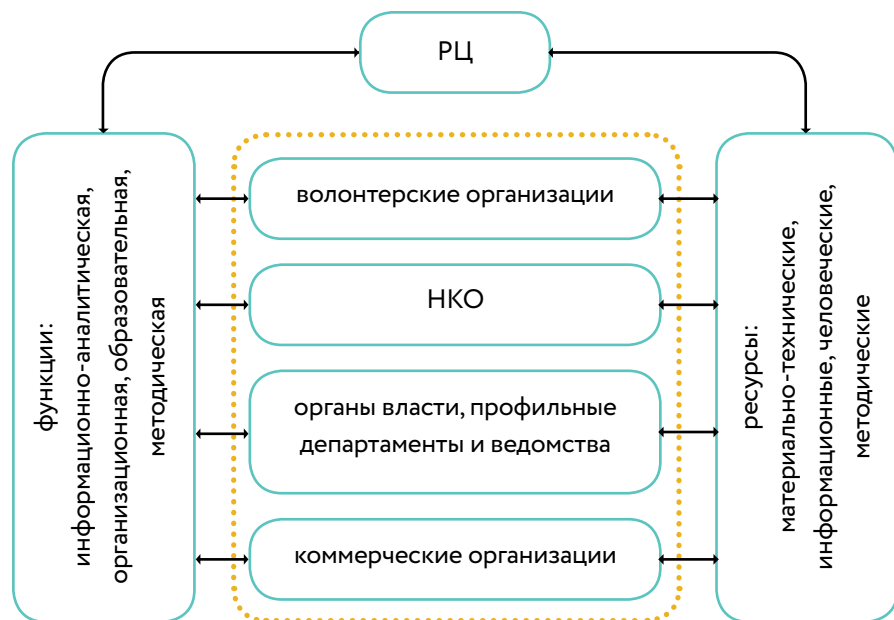 РЦ
функции:
информационно-аналитическая,
организационная, образовательная,
методическая
волонтерские организации
НКО
органы власти, профильные
департаменты и ведомства
коммерческие организации
ресурсы:
материально-технические,
информационные, человеческие,
методические